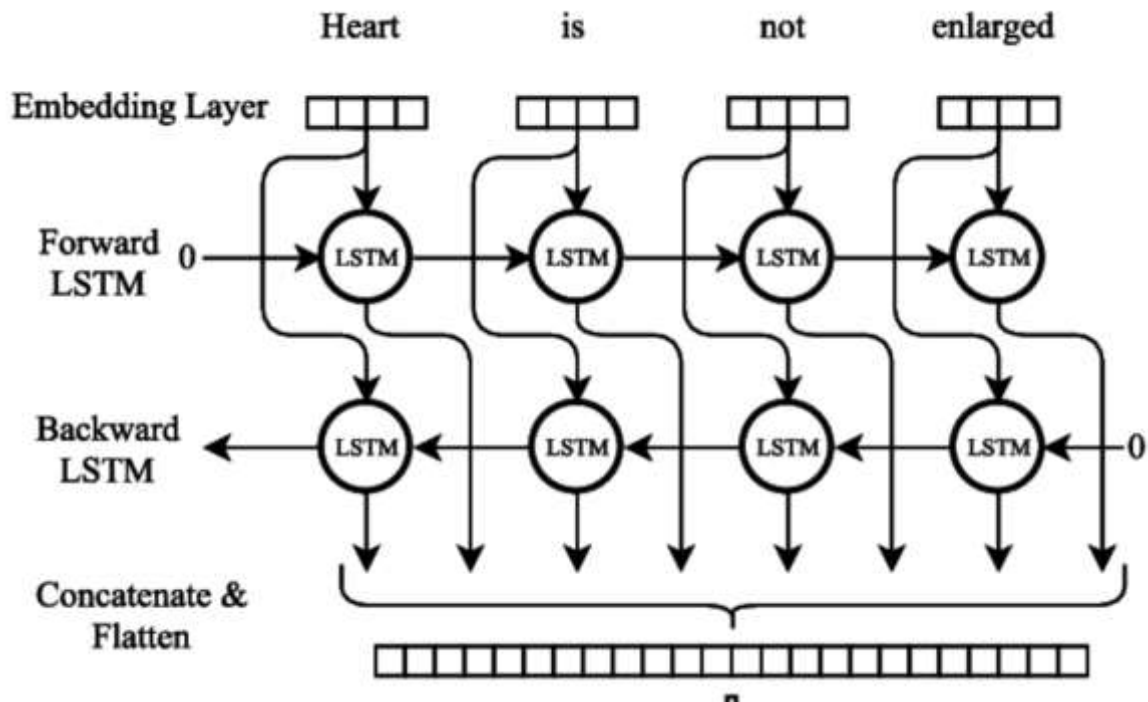 Heart is not enlarged
Embedding Layer
Forward
LSTM
0 LSTM LSTM LSTM LSTM
Backward
LSTM
LSTM LSTM LSTM LSTM 0
Concatenate &
Flatten